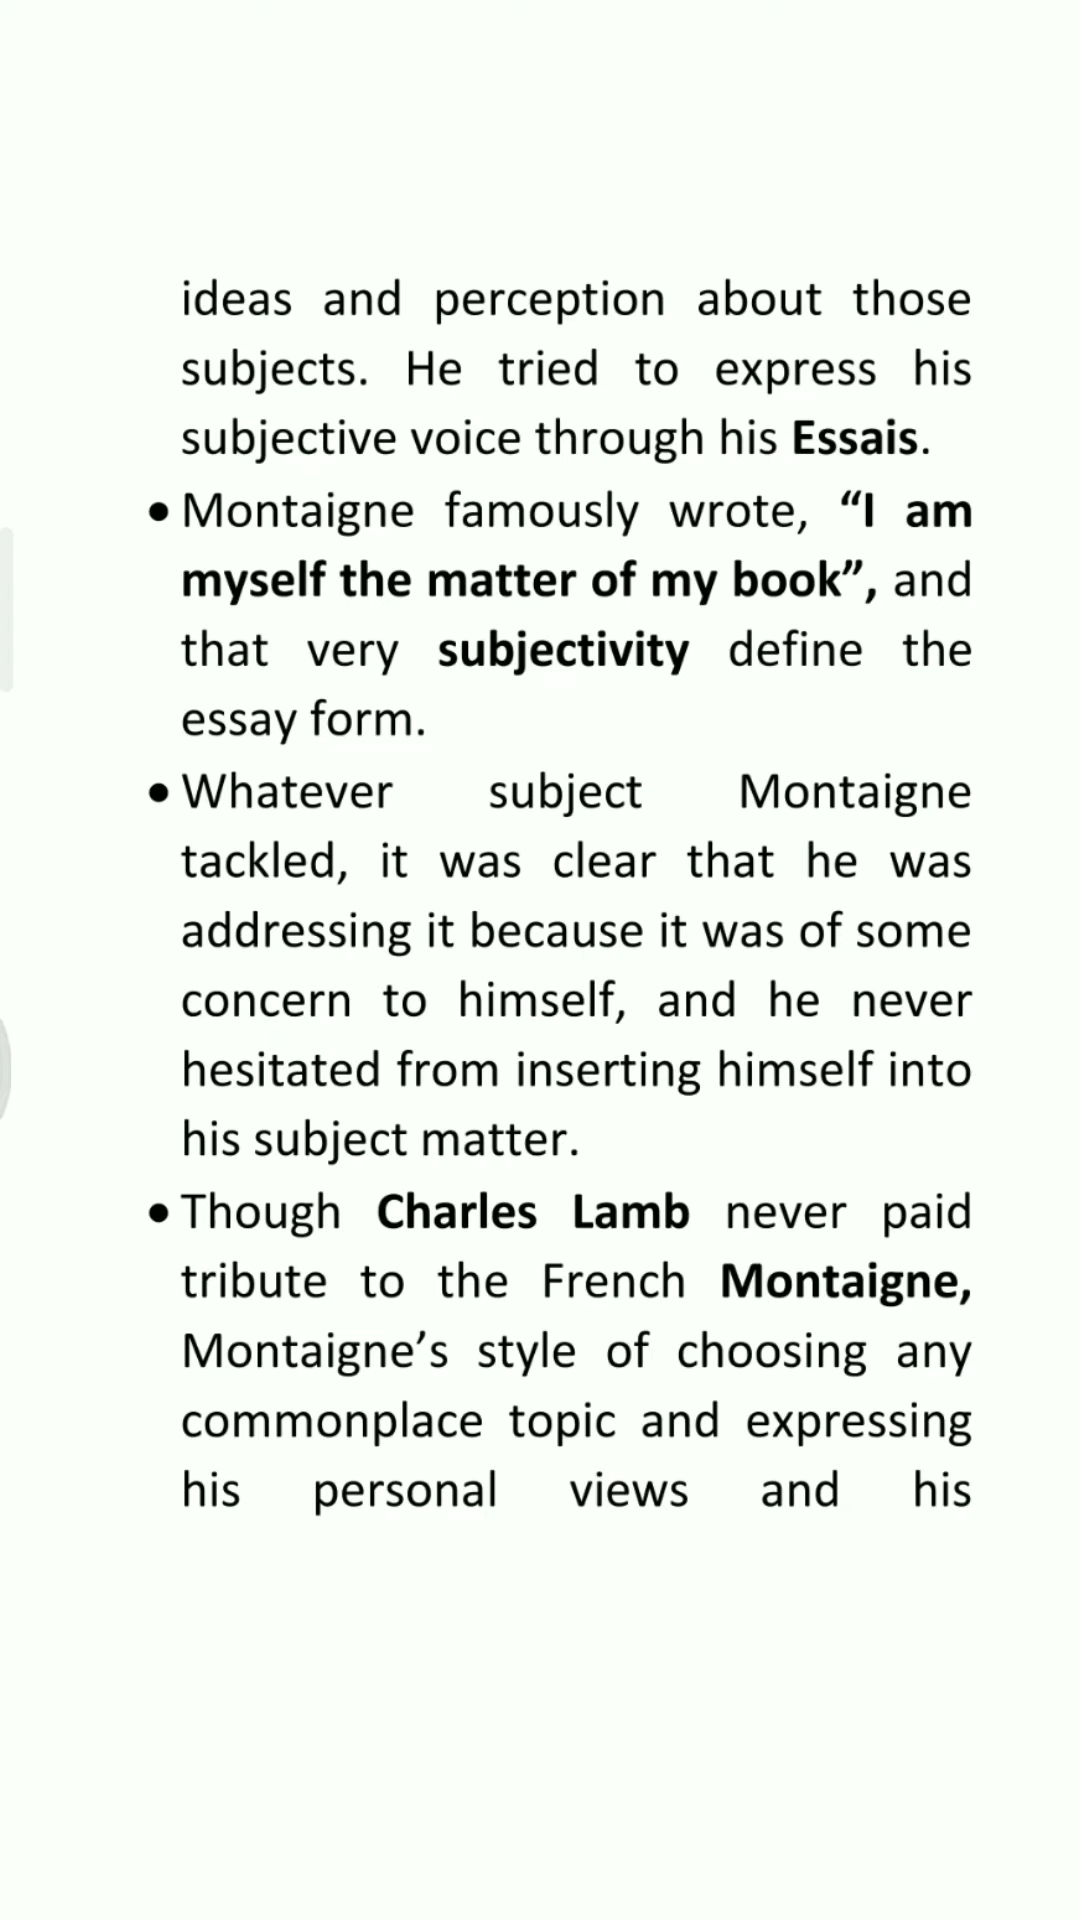 ideas and perception about those
subjects. He tried to express his
subjective voice through his Essais.
• Montaigne famously wrote, “I am
myself the matter of my book”, and
that very subjectivity define the
essay form.
• Whatever subject Montaigne
tackled, it was clear that he was
addressing it because it was of some
concern to himself, and he never
hesitated from inserting himself into
his subject matter.
• Though Charles Lamb never paid
tribute to the French Montaigne,
Montaigne’s style of choosing any
commonplace topic and expressing
his personal views and his